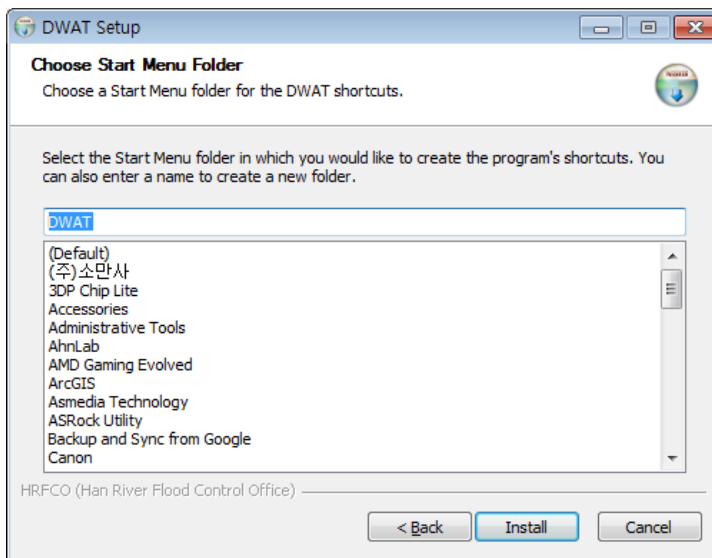 DWAT Setup
Choose Start Menu Folder
Choose a Start Menu folder for the DWAT shortcuts.
Select the Start Menu folder in which you would like to create the program's shortcuts. You
can also enter a name to create a new folder.
DWAT
(Default)
(주)소만사
3DP Chip Lite
Accessories
Administrative Tools
AhnLab
AMD Gaming Evolved
ArcGIS
Asmedia Technology
ASRock Utility
Backup and Sync from Google
Canon
HRFCO (Han River Flood Control Office)
< Back
Install
Cancel